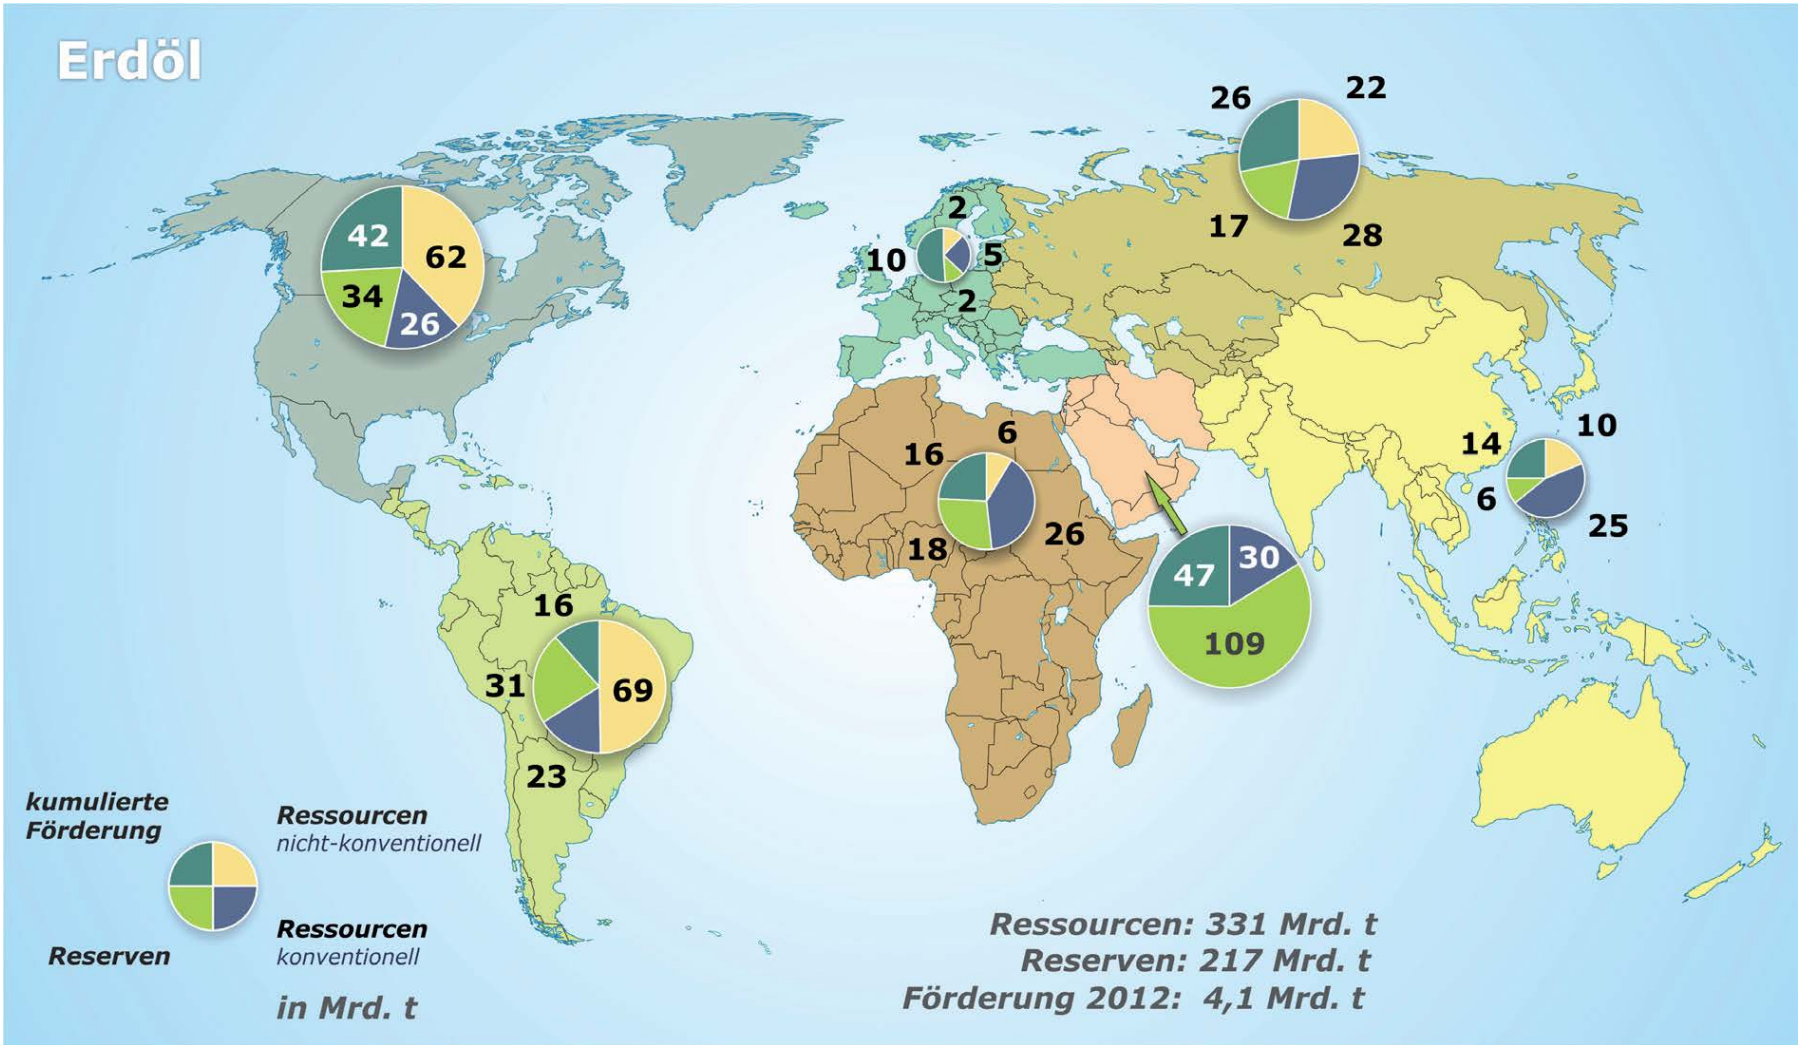 Erdöl
26
22
17
28
42
62
34
26
2
10
5
2
16
6
18
26
14
10
6
25
47
30
109
16
31
69
23
kumulierte
Förderung
Ressourcen
nicht-konventionell
Reserven
Ressourcen
konventionell
in Mrd. t
Ressourcen: 331 Mrd. t
Reserven: 217 Mrd. t
Förderung 2012: 4,1 Mrd. t